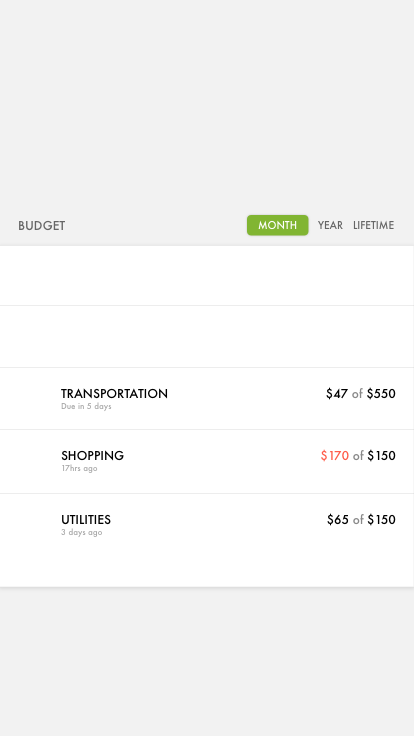 BUDGET MONTH YEAR LIFETIME
TRANSPORTATION $47 of $550
Due in 5 days
SHOPPING $170 of $150
17hrs ago
UTILITIES $65 of $150
3 days ago